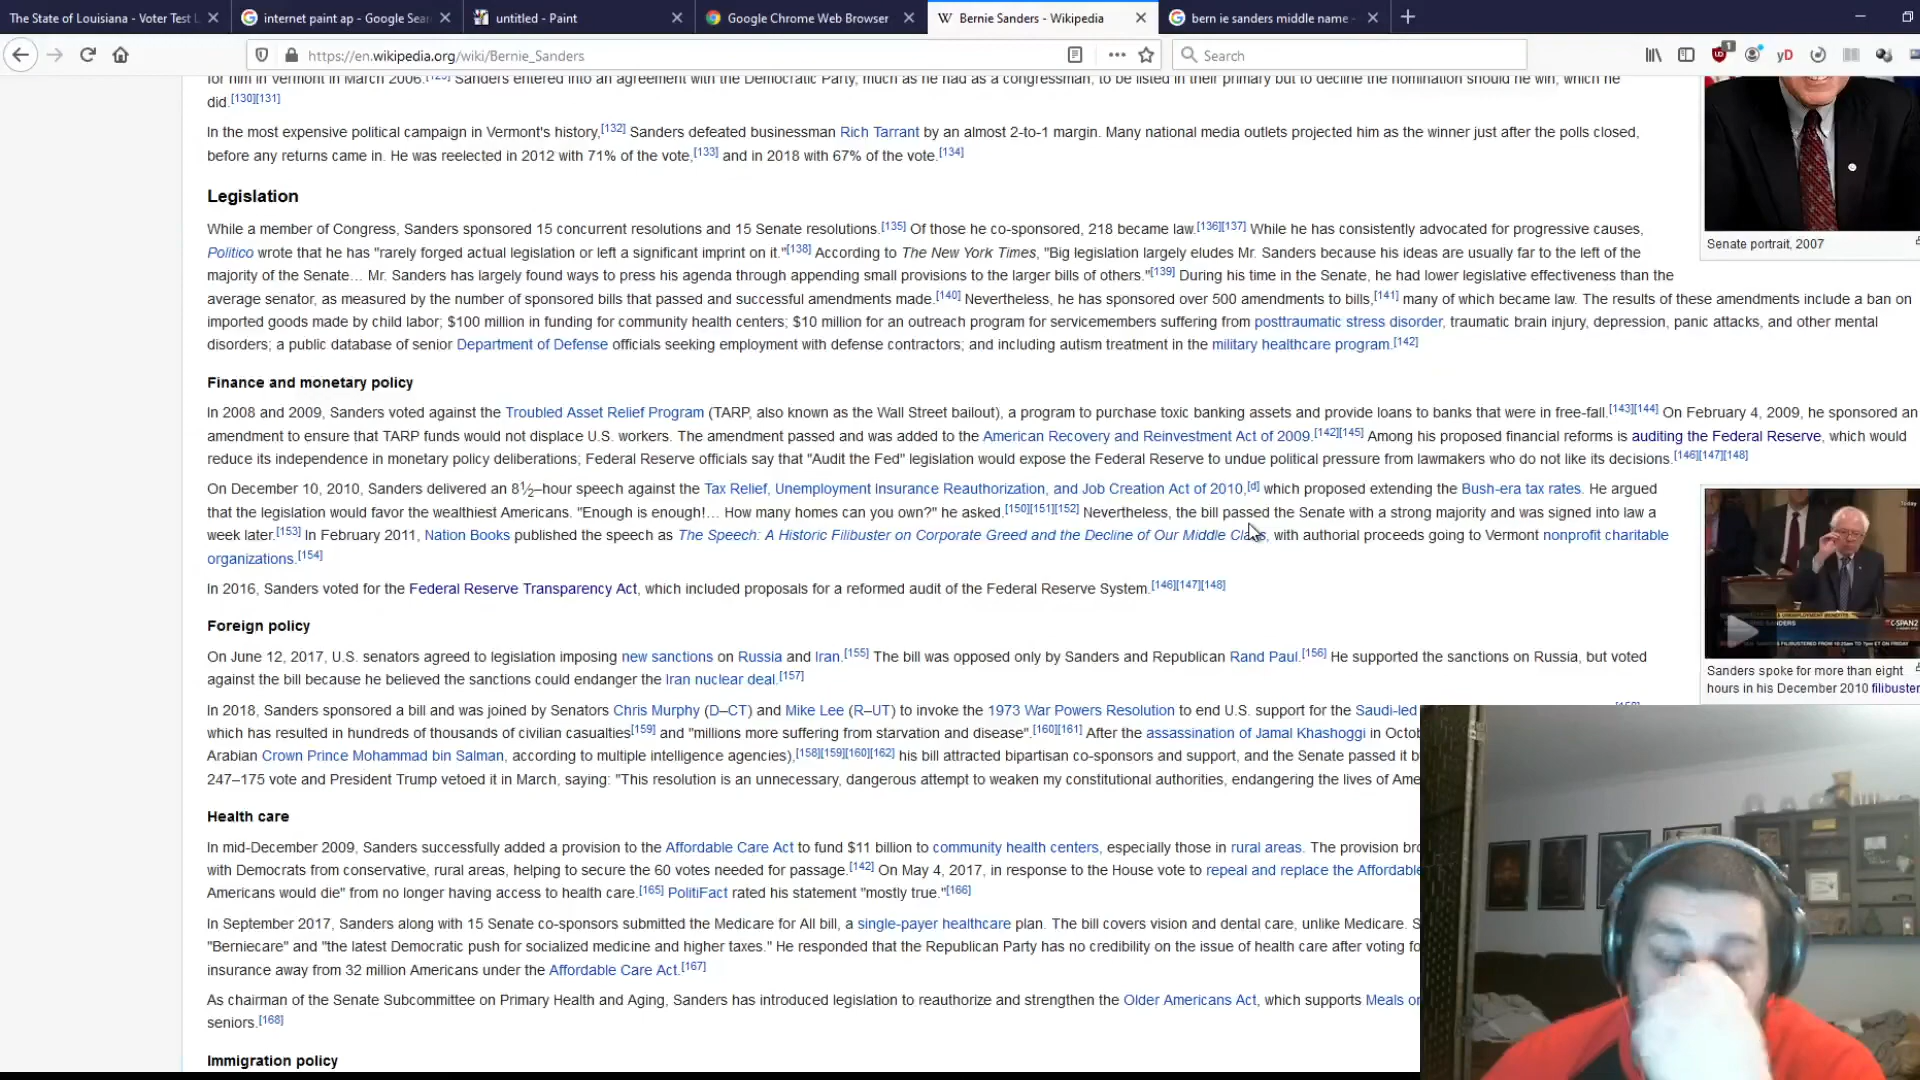 The State of Louisiana - Voter Test L
internet paint ap - Google Sear
untitled - Paint
Google Chrome Web Browser
Bernie Sanders - Wikipedia
bern ie sanders middle name -
https://en.wikipedia.org/wiki/Bernie_Sanders
Search
for him in Vermont in March 2006. Sanders entered into an agreement with the Democratic Party, much as he had as a congressman, to be listed in their primary but to decline the nomination should he win, which he
did.[130][131]
In the most expensive political campaign in Vermont's history,[132] Sanders defeated businessman Rich Tarrant by an almost 2-to-1 margin. Many national media outlets projected him as the winner just after the polls closed,
before any returns came in. He was reelected in 2012 with 71% of the vote,[133] and in 2018 with 67% of the vote.[134]
Senate portrait, 2007
Legislation
While a member of Congress, Sanders sponsored 15 concurrent resolutions and 15 Senate resolutions.[135] Of those he co-sponsored, 218 became law.[136][137] While he has consistently advocated for progressive causes,
Politico wrote that he has "rarely forged actual legislation or left a significant imprint on it."[138] According to The New York Times, "Big legislation largely eludes Mr. Sanders because his ideas are usually far to the left of the
majority of the Senate... Mr. Sanders has largely found ways to press his agenda through appending small provisions to the larger bills of others."[139] During his time in the Senate, he had lower legislative effectiveness than the
average senator, as measured by the number of sponsored bills that passed and successful amendments made.[140] Nevertheless, he has sponsored over 500 amendments to bills,[141] many of which became law. The results of these amendments include a ban on
imported goods made by child labor; $100 million in funding for community health centers; $10 million for an outreach program for servicemembers suffering from posttraumatic stress disorder, traumatic brain injury, depression, panic attacks, and other mental
disorders; a public database of senior Department of Defense officials seeking employment with defense contractors; and including autism treatment in the military healthcare program.[142]
Finance and monetary policy
In 2008 and 2009, Sanders voted against the Troubled Asset Relief Program (TARP, also known as the Wall Street bailout), a program to purchase toxic banking assets and provide loans to banks that were in free-fall.[143][144] On February 4, 2009, he sponsored an
amendment to ensure that TARP funds would not displace U.S. workers. The amendment passed and was added to the American Recovery and Reinvestment Act of 2009.[142][145] Among his proposed financial reforms is auditing the Federal Reserve, which would
reduce its independence in monetary policy deliberations; Federal Reserve officials say that "Audit the Fed" legislation would expose the Federal Reserve to undue political pressure from lawmakers who do not like its decisions.[146][147][148]
On December 10, 2010, Sanders delivered an 8½–hour speech against the Tax Relief, Unemployment Insurance Reauthorization, and Job Creation Act of 2010,[d] which proposed extending the Bush-era tax rates. He argued
that the legislation would favor the wealthiest Americans. "Enough is enough!... How many homes can you own?" he asked.[150][151][152] Nevertheless, the bill passed the Senate with a strong majority and was signed into law a
week later.[153] In February 2011, Nation Books published the speech as The Speech: A Historic Filibuster on Corporate Greed and the Decline of Our Middle Class, with authorial proceeds going to Vermont nonprofit charitable
organizations.[154]
In 2016, Sanders voted for the Federal Reserve Transparency Act, which included proposals for a reformed audit of the Federal Reserve System.[146][147][148]
C-SPAN2
Sanders spoke for more than eight
hours in his December 2010 filibuster
Foreign policy
On June 12, 2017, U.S. senators agreed to legislation imposing new sanctions on Russia and Iran.[155] The bill was opposed only by Sanders and Republican Rand Paul.[156] He supported the sanctions on Russia, but voted
against the bill because he believed the sanctions could endanger the Iran nuclear deal.[157]
In 2018, Sanders sponsored a bill and was joined by Senators Chris Murphy (D–CT) and Mike Lee (R–UT) to invoke the 1973 War Powers Resolution to end U.S. support for the Saudi-led
which has resulted in hundreds of thousands of civilian casualties[159] and "millions more suffering from starvation and disease".[160][161] After the assassination of Jamal Khashoggi in Octob
Arabian Crown Prince Mohammad bin Salman, according to multiple intelligence agencies),[158][159][160][162] his bill attracted bipartisan co-sponsors and support, and the Senate passed it b
247–175 vote and President Trump vetoed it in March, saying: "This resolution is an unnecessary, dangerous attempt to weaken my constitutional authorities, endangering the lives of Ame
Health care
In mid-December 2009, Sanders successfully added a provision to the Affordable Care Act to fund $11 billion to community health centers, especially those in rural areas. The provision bro
with Democrats from conservative, rural areas, helping to secure the 60 votes needed for passage.[142] On May 4, 2017, in response to the House vote to repeal and replace the Affordable
Americans would die" from no longer having access to health care.[165] PolitiFact rated his statement "mostly true."[166]
In September 2017, Sanders along with 15 Senate co-sponsors submitted the Medicare for All bill, a single-payer healthcare plan. The bill covers vision and dental care, unlike Medicare. S
"Berniecare" and "the latest Democratic push for socialized medicine and higher taxes." He responded that the Republican Party has no credibility on the issue of health care after voting fo
insurance away from 32 million Americans under the Affordable Care Act.[167]
As chairman of the Senate Subcommittee on Primary Health and Aging, Sanders has introduced legislation to reauthorize and strengthen the Older Americans Act, which supports Meals or
seniors.[168]
Immigration policy